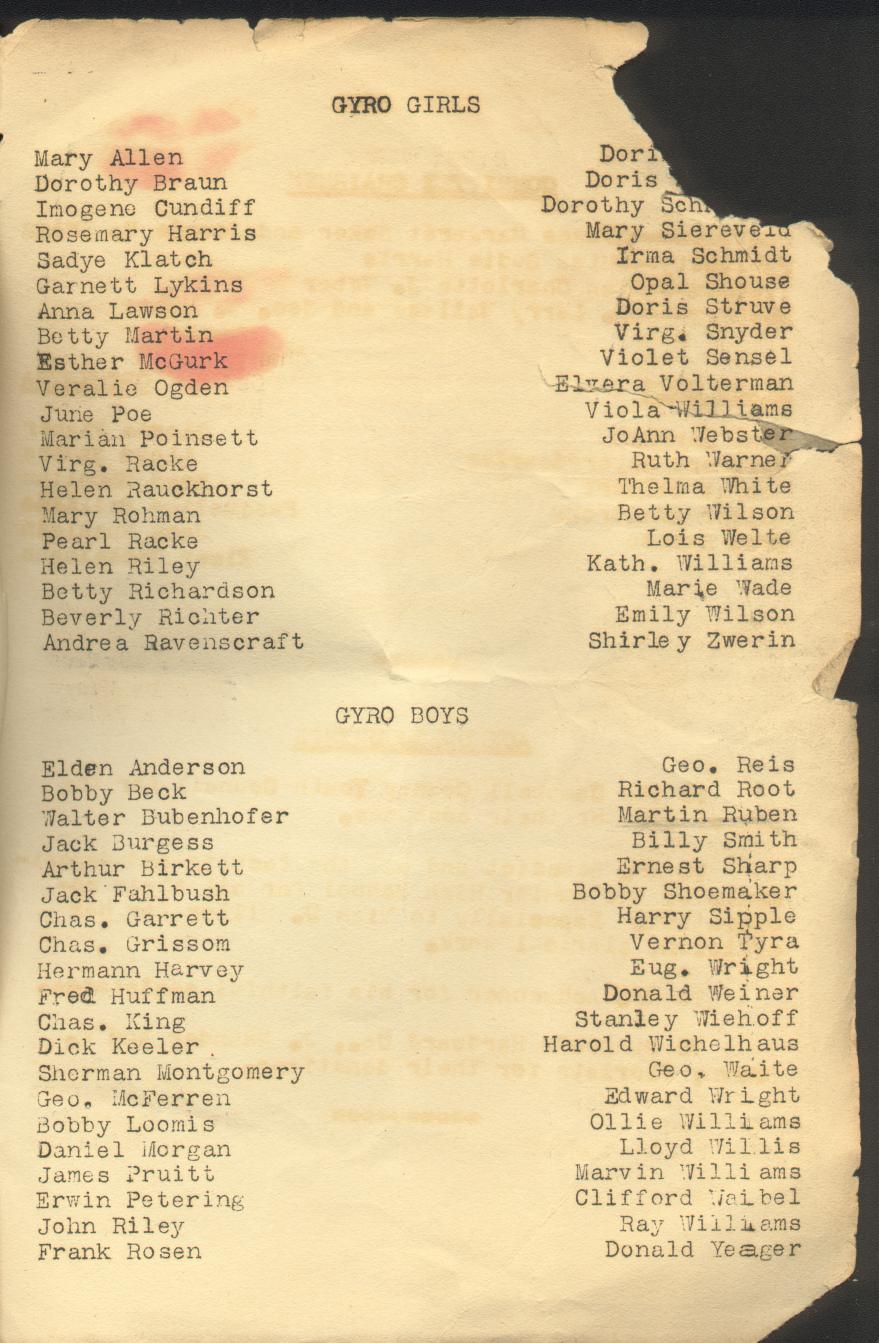 GYRO GIRLS
Mary Allen
Dorothy Braun
Imogene Cundiff
Rosemary Harris
Sadye Klatch
Garnett Lykins
Anna Lawson
Betty Martin
Esther McGurk
Veralie Ogden
June Poe
Marian Poinsett
Virg. Racke
Helen Rauckhorst
Mary Rohman
Pearl Racke
Helen Riley
Betty Richardson
Beverly Richter
Andrea Ravenscraft
Doris
Dorothy
Mary Siereveld
Irma Schmidt
Opal Shouse
Doris Struve
Virg. Snyder
Violet Sensel
Elvera Volterman
Viola Williams
JoAnn Webster
Ruth Warner
Thelma White
Betty Wilson
Lois Welte
Kath. Williams
Marie Wade
Emily Wilson
Shirley Zwerin
GYRO BOYS
Elden Anderson
Bobby Beck
Walter Bubenhofer
Jack Burgess
Arthur Birkett
Jack Fahlbush
Chas. Garrett
Chas. Grissom
Hermann Harvey
Fred Huffman
Chas. King
Dick Keeler
Sherman Montgomery
Geo. McFerren
Bobby Loomis
Daniel Morgan
James Pruitt
Erwin Petering
John Riley
Frank Rosen
Geo. Reis
Richard Root
Martin Ruben
Billy Smith
Ernest Sharp
Bobby Shoemaker
Harry Sipple
Vernon Tyra
Eug. Wright
Donald Weiner
Stanley Wiehoff
Harold Wichelhaus
Geo. Waite
Edward Wright
Ollie Williams
Lloyd Willis
Marvin Williams
Clifford Waibel
Ray Williams
Donald Yeager